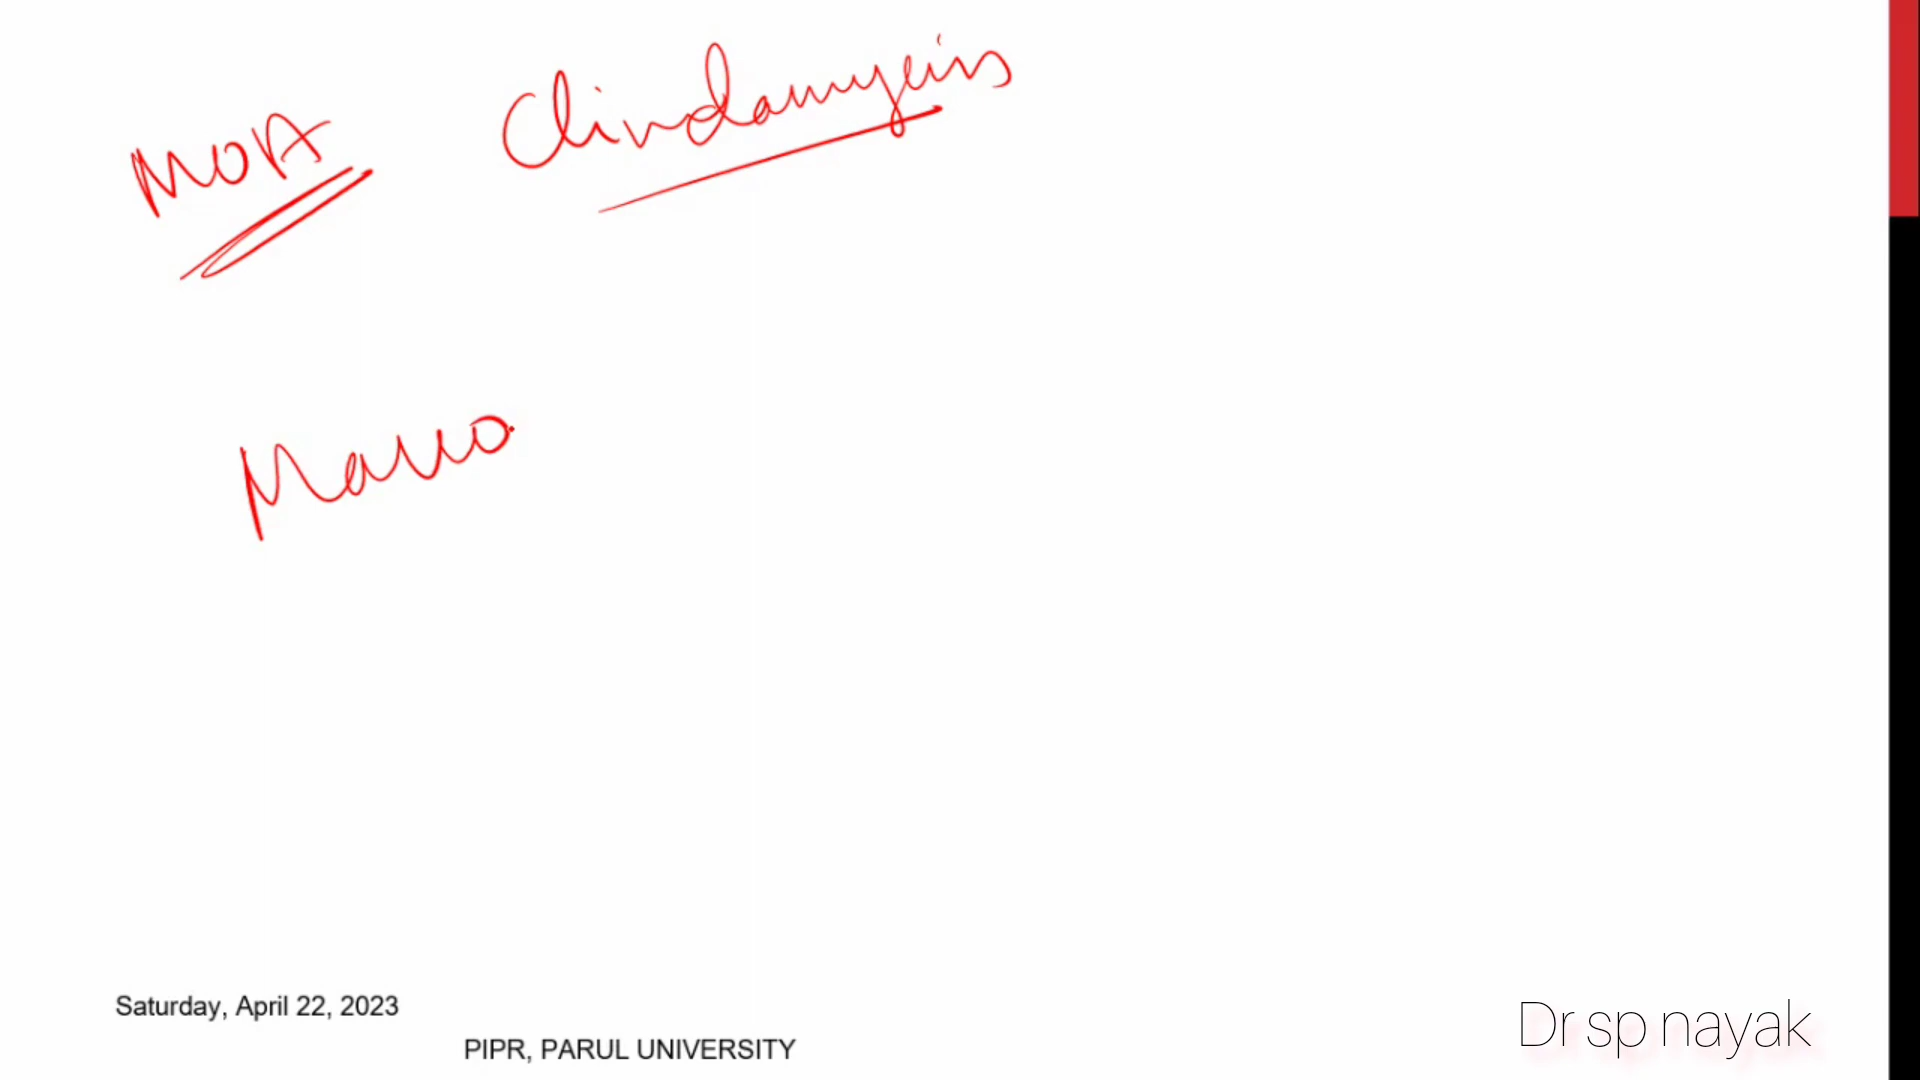 MOA Clindamycin
Macro
Saturday, April 22, 2023
PIPR, PARUL UNIVERSITY
Dr sp nayak